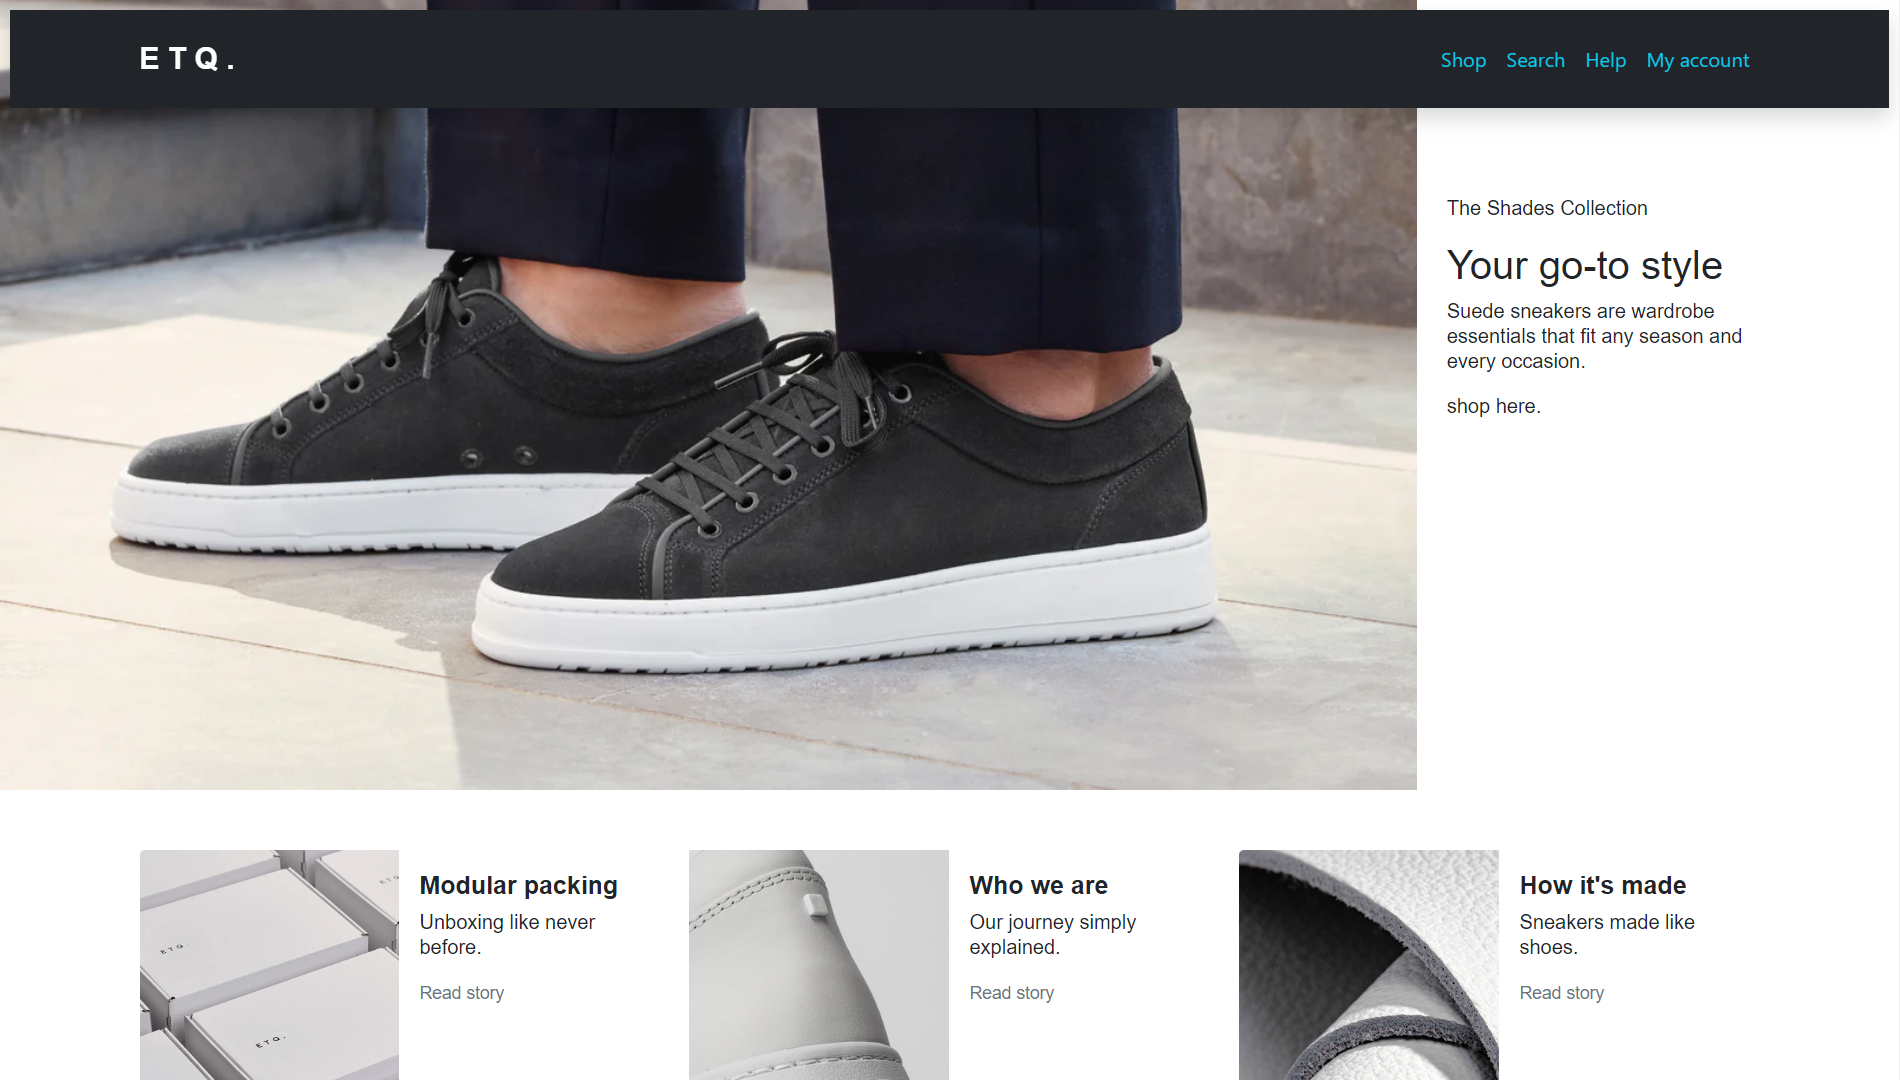 ETQ.
Shop Search Help My account
The Shades Collection
Your go-to style
Suede sneakers are wardrobe
essentials that fit any season and
every occasion.
shop here.
ETQ.
ETQ.
Modular packing
Unboxing like never
before.
Read story
Who we are
Our journey simply
explained.
Read story
How it's made
Sneakers made like
shoes.
Read story